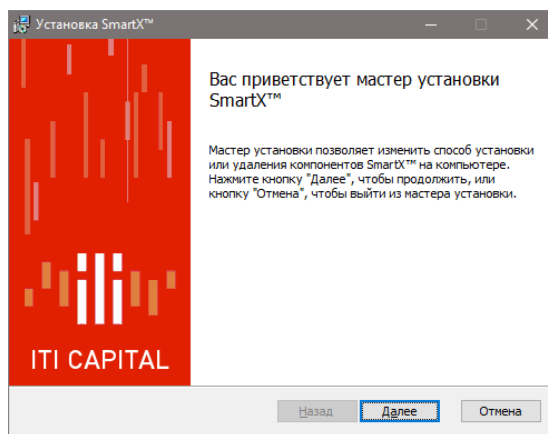 Установка SmartX™
Вас приветствует мастер установки
SmartX™
Мастер установки позволяет изменить способ установки
или удаления компонентов SmartX™ на компьютере.
Нажмите кнопку "Далее", чтобы продолжить, или
кнопку "Отмена", чтобы выйти из мастера установки.
ili
ITI CAPITAL
Назад Далее Отмена